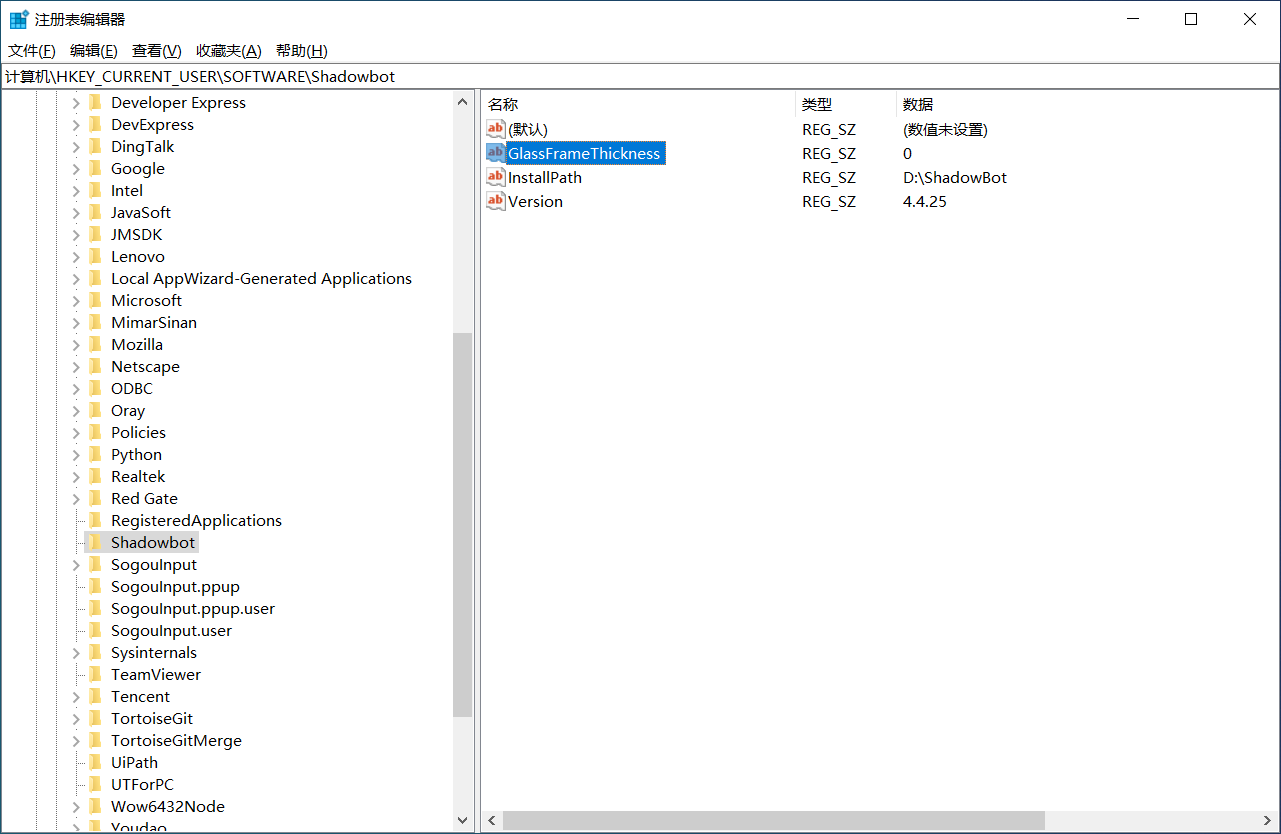 注册表编辑器
文件(F) 编辑(E) 查看(V) 收藏夹(A) 帮助(H)
计算机\HKEY_CURRENT_USER\SOFTWARE\Shadowbot
Developer Express
DevExpress
DingTalk
Google
Intel
JavaSoft
JMSDK
Lenovo
Local AppWizard-Generated Applications
Microsoft
MimarSinan
Mozilla
Netscape
ODBC
Oray
Policies
Python
Realtek
Red Gate
RegisteredApplications
Shadowbot
SogouInput
SogouInput.ppup
SogouInput.ppup.user
SogouInput.user
Sysinternals
TeamViewer
Tencent
TortoiseGit
TortoiseGitMerge
UiPath
UTForPC
Wow6432Node
Youdao
名称 类型 数据
ab (默认) REG_SZ (数值未设置)
ab GlassFrameThickness REG_SZ 0
ab InstallPath REG_SZ D:\ShadowBot
ab Version REG_SZ 4.4.25